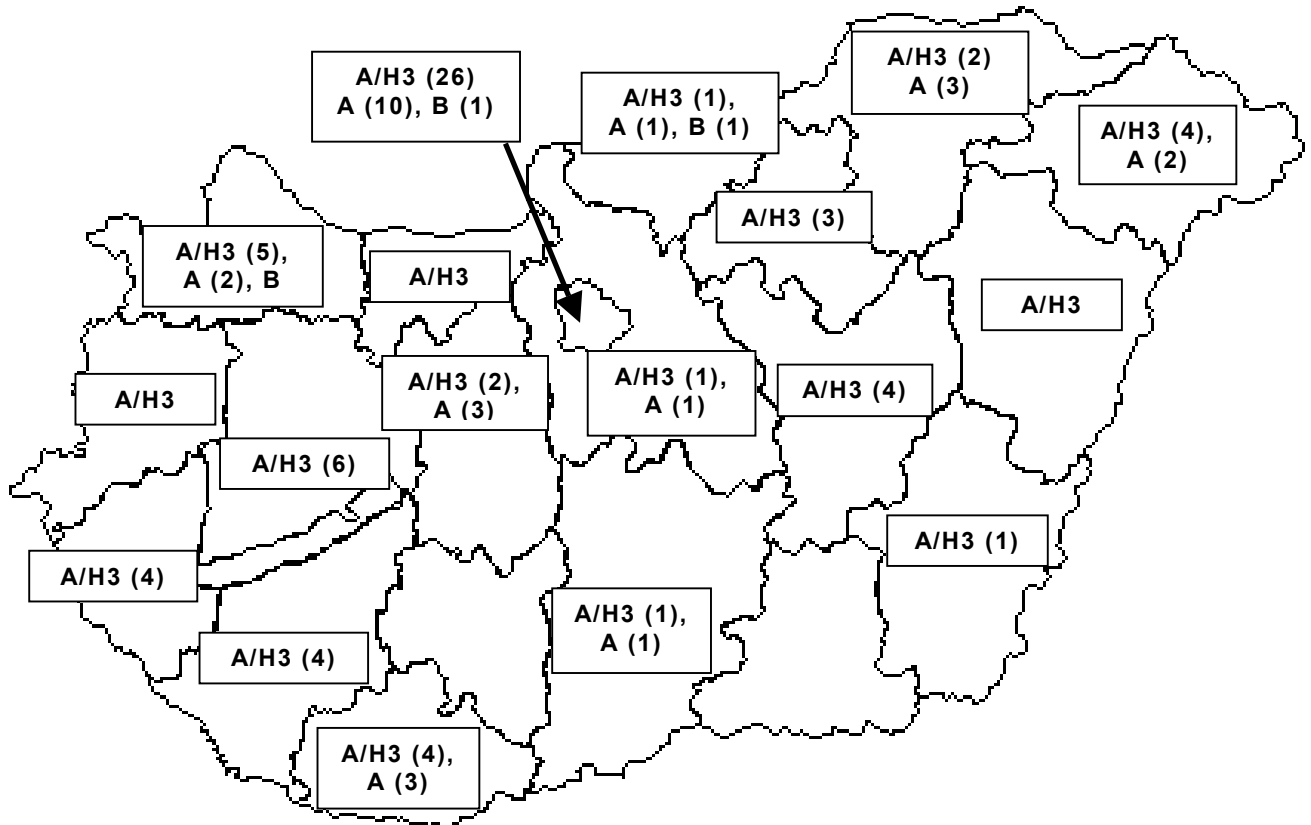 A/H3 (26)
A (10), B (1)
A/H3 (1),
A (1), B (1)
A/H3 (2)
A (3)
A/H3 (4),
A (2)
A/H3 (3)
A/H3 (5),
A (2), B
A/H3
A/H3
A/H3
A/H3 (2),
A (3)
A/H3 (1),
A (1)
A/H3 (4)
A/H3 (6)
A/H3 (1)
A/H3 (4)
A/H3 (1),
A (1)
A/H3 (4)
A/H3 (4),
A (3)